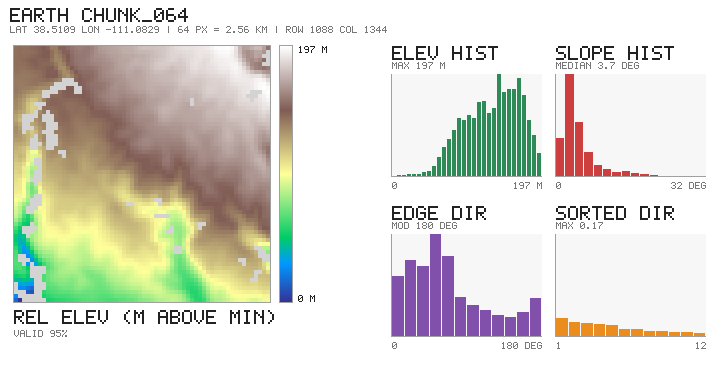 EARTH CHUNK_064
LAT 38.5109 LON -111.0829 | 64 PX = 2.56 KM | ROW 1088 COL 1344
197 M
0 M
REL ELEV (M ABOVE MIN)
VALID 95%
ELEV HIST
MAX 197 M
0 197 M
SLOPE HIST
MEDIAN 3.7 DEG
0 32 DEG
EDGE DIR
MOD 180 DEG
0 180 DEG
SORTED DIR
MAX 0.17
1 12